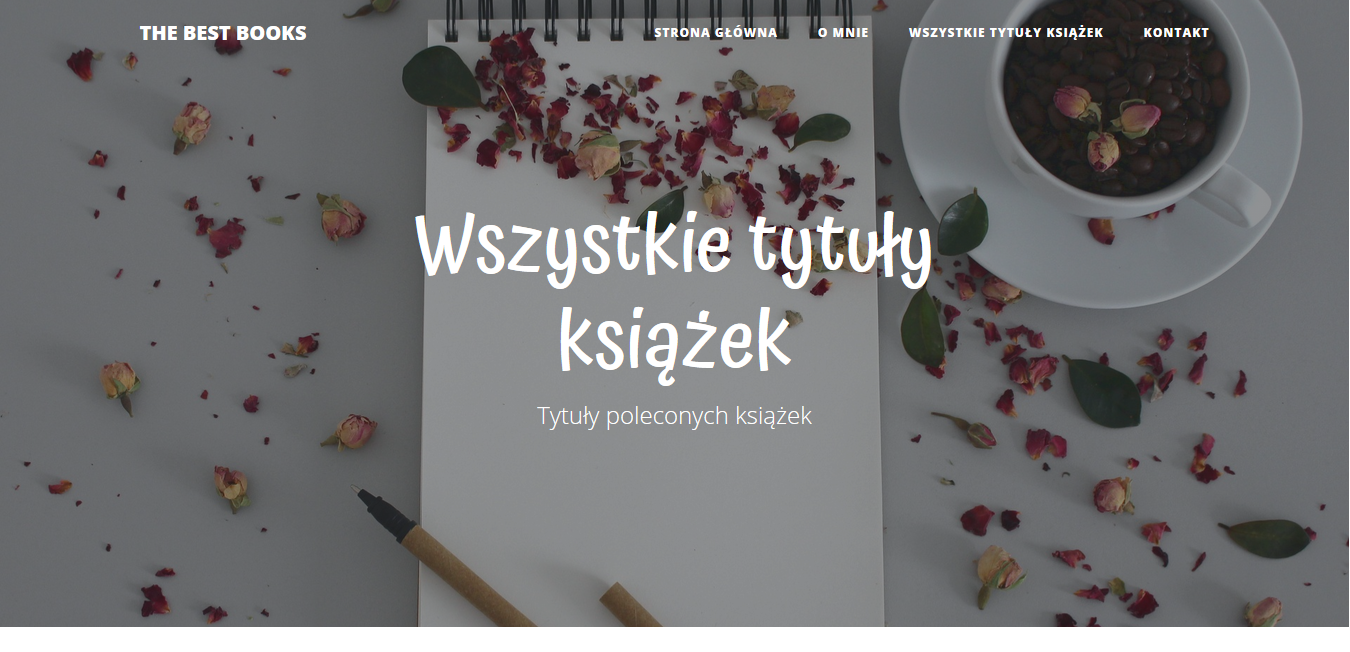 THE BEST BOOKS
STRONA GŁÓWNA O MNIE WSZYSTKIE TYTUŁY KSIĄŻEK KONTAKT
Wszystkie tytuły
książek
Tytuły poleconych książek